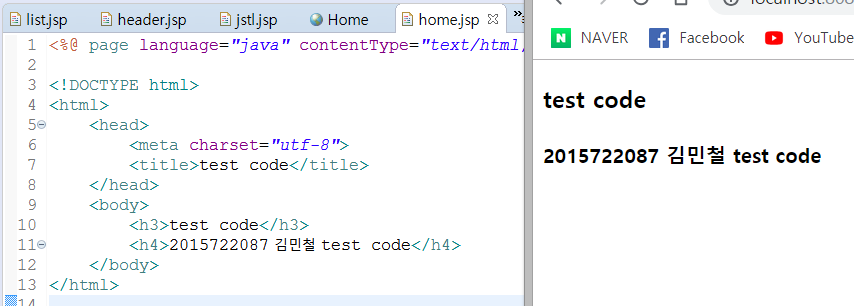 list.jsp header.jsp jstl.jsp Home home.jsp
1 <%@ page language="java" contentType="text/html;
2
3 <!DOCTYPE html>
4 <html>
5 <head>
6 <meta charset="utf-8">
7 <title>test code</title>
8 </head>
9 <body>
10 <h3>test code</h3>
11 <h4>2015722087 김민철 test code</h4>
12 </body>
13 </html>
14
NAVER Facebook YouTube
test code
2015722087 김민철 test code